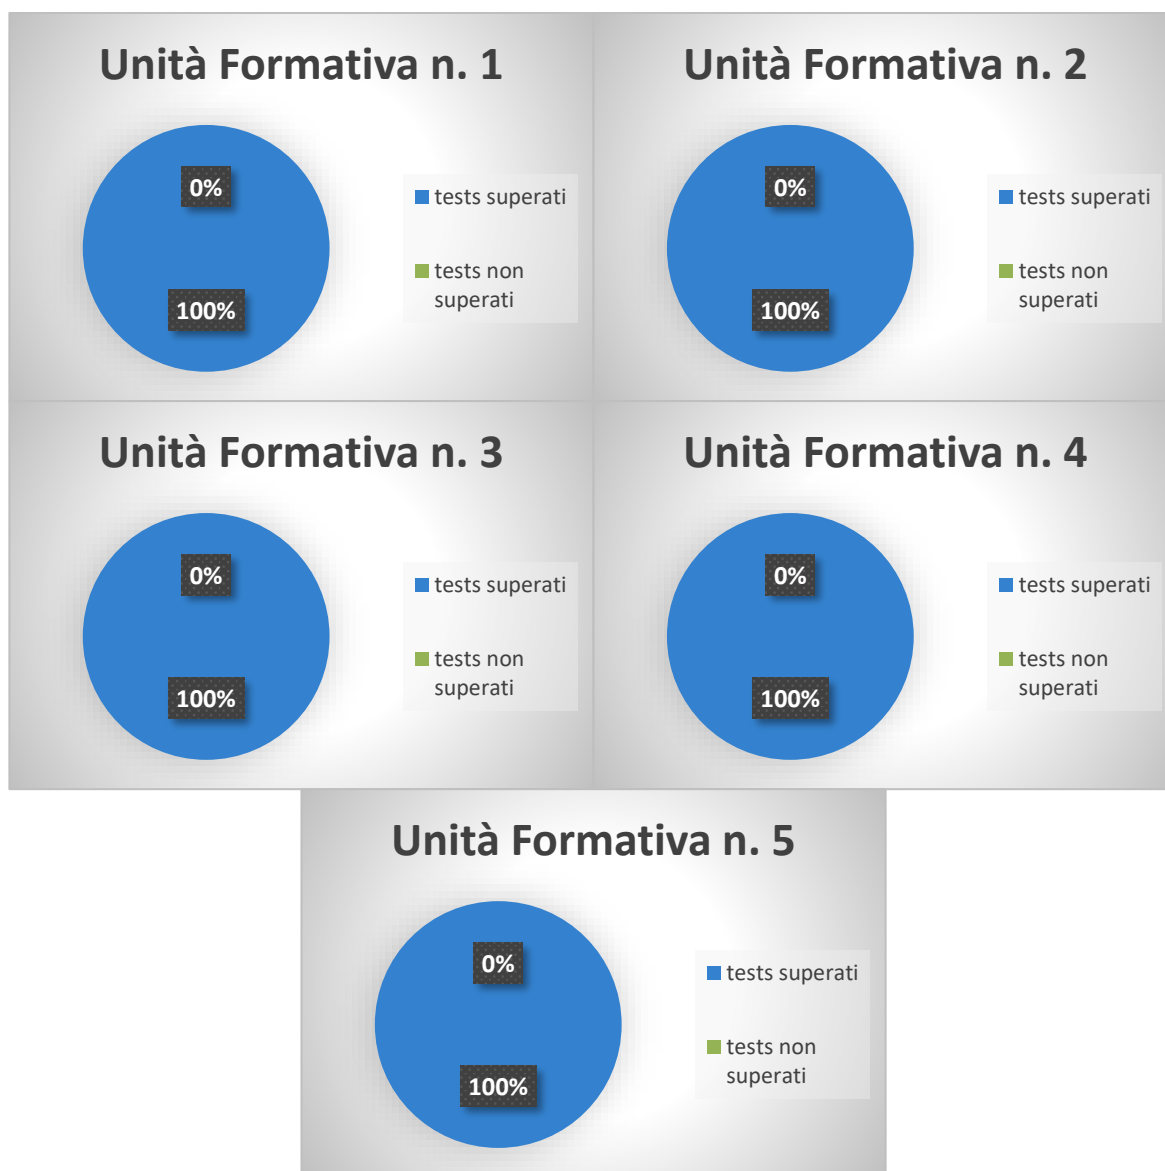 Unità Formativa n. 1
0%
100%
tests superati
tests non
superati
Unità Formativa n. 2
0%
100%
tests superati
tests non
superati
Unità Formativa n. 3
0%
100%
tests superati
tests non
superati
Unità Formativa n. 4
0%
100%
tests superati
tests non
superati
Unità Formativa n. 5
0%
100%
tests superati
tests non
superati